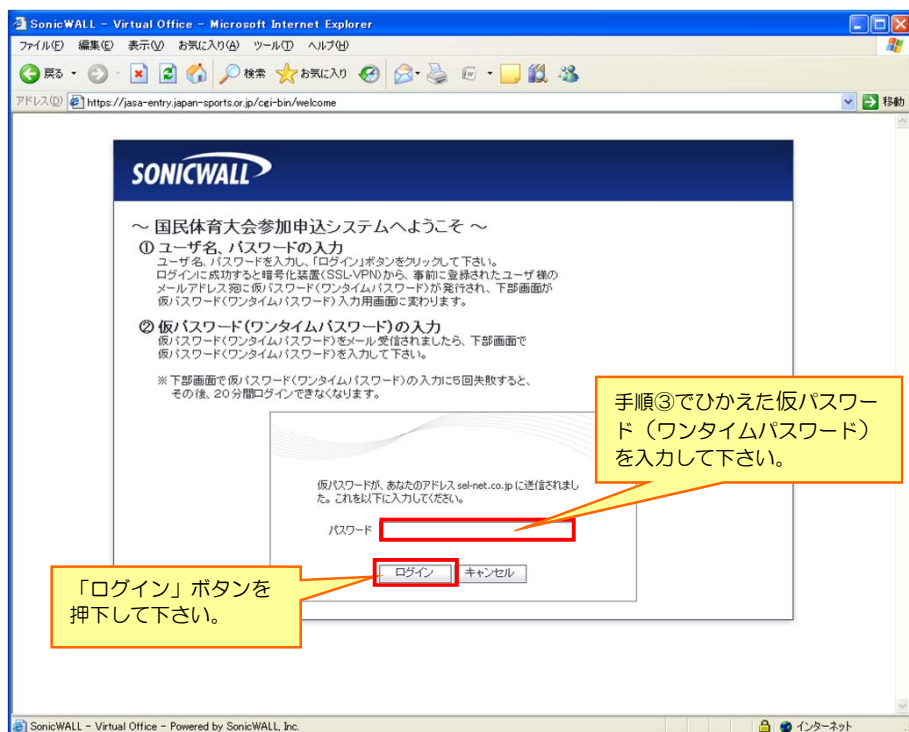 SonicWALL - Virtual Office - Microsoft Internet Explorer
ファイル(F) 編集(E) 表示(V) お気に入り(A) ツール(T) ヘルプ(H)
戻る 検索 お気に入り
アドレス(D) https://jasa-entry.japan-sports.or.jp/cgi-bin/welcome 移動
SONICWALL
～ 国民体育大会参加申込システムへようこそ ～
① ユーザ名、パスワードの入力
ユーザ名、パスワードを入力し、「ログイン」ボタンをクリックして下さい。
ログインに成功すると暗号化装置(SSL-VPN)から、事前に登録されたユーザ様の
メールアドレス宛に仮パスワード(ワンタイムパスワード)が発行され、下部画面が
仮パスワード(ワンタイムパスワード)入力用画面に変わります。
② 仮パスワード(ワンタイムパスワード)の入力
仮パスワード(ワンタイムパスワード)をメール受信されましたら、下部画面で
仮パスワード(ワンタイムパスワード)を入力して下さい。
※下部画面で仮パスワード(ワンタイムパスワード)の入力に5回失敗すると、
その後、20分間ログインできなくなります。
手順③でひかえた仮パスワー
ド（ワンタイムパスワード）
を入力して下さい。
仮パスワードが、あなたのアドレス sel-net.co.jp に送信されまし
た。これを以下に入力してください。
パスワード
ログイン キャンセル
「ログイン」ボタンを
押下して下さい。
SonicWALL - Virtual Office - Powered by SonicWALL, Inc. インターネット